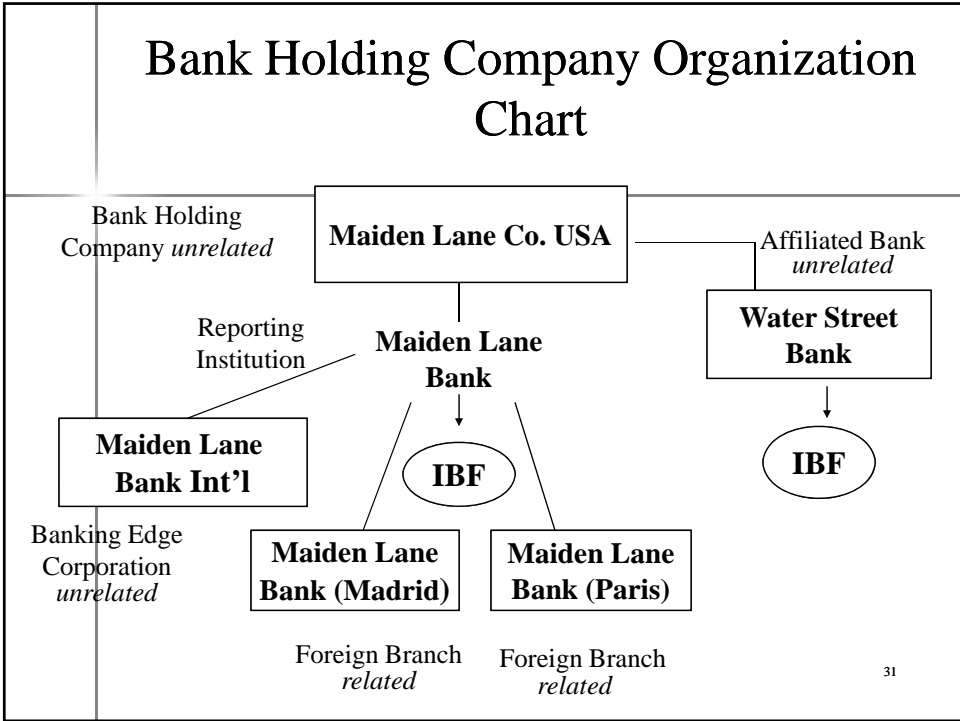 Bank Holding Company Organization
Chart
Bank Holding
Company unrelated
Maiden Lane Co. USA
Affiliated Bank
unrelated
Water Street
Bank
Reporting
Institution
Maiden Lane
Bank
Maiden Lane
Bank Int’l
IBF
IBF
Banking Edge
Corporation
unrelated
Maiden Lane
Bank (Madrid)
Maiden Lane
Bank (Paris)
Foreign Branch
related
Foreign Branch
related
31